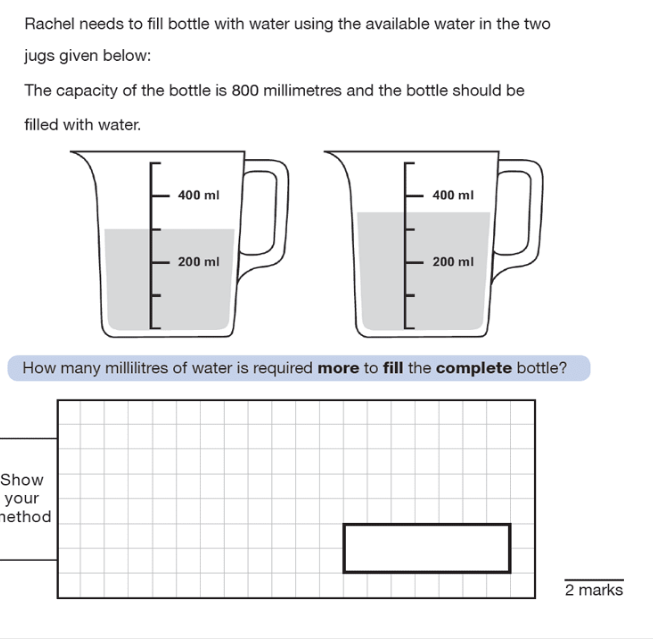 Rachel needs to fill bottle with water using the available water in the two
jugs given below:
The capacity of the bottle is 800 millimetres and the bottle should be
filled with water.
400 ml
200 ml
400 ml
200 ml
How many millilitres of water is required more to fill the complete bottle?
Show
your
nethod
2 marks